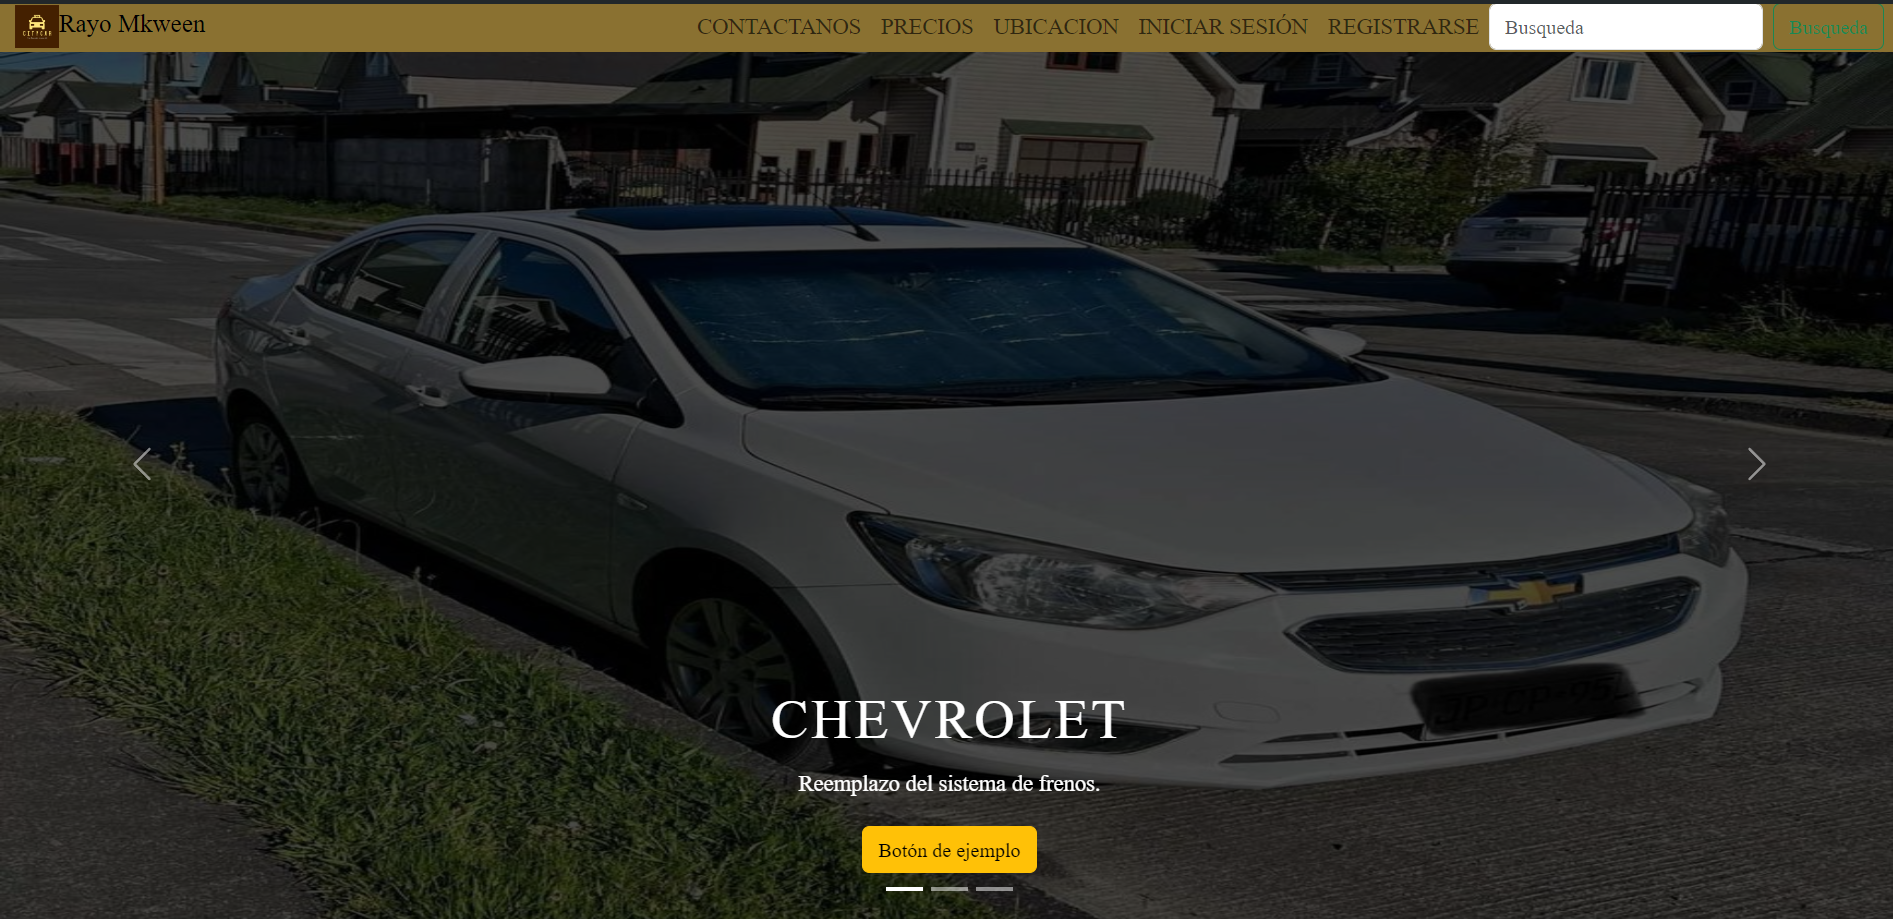 CITYCAR
Rayo Mkween
CONTACTANOS
PRECIOS
UBICACION
INICIAR SESIÓN
REGISTRARSE
Busqueda
Busqueda
CHEVROLET
Reemplazo del sistema de frenos.
Botón de ejemplo